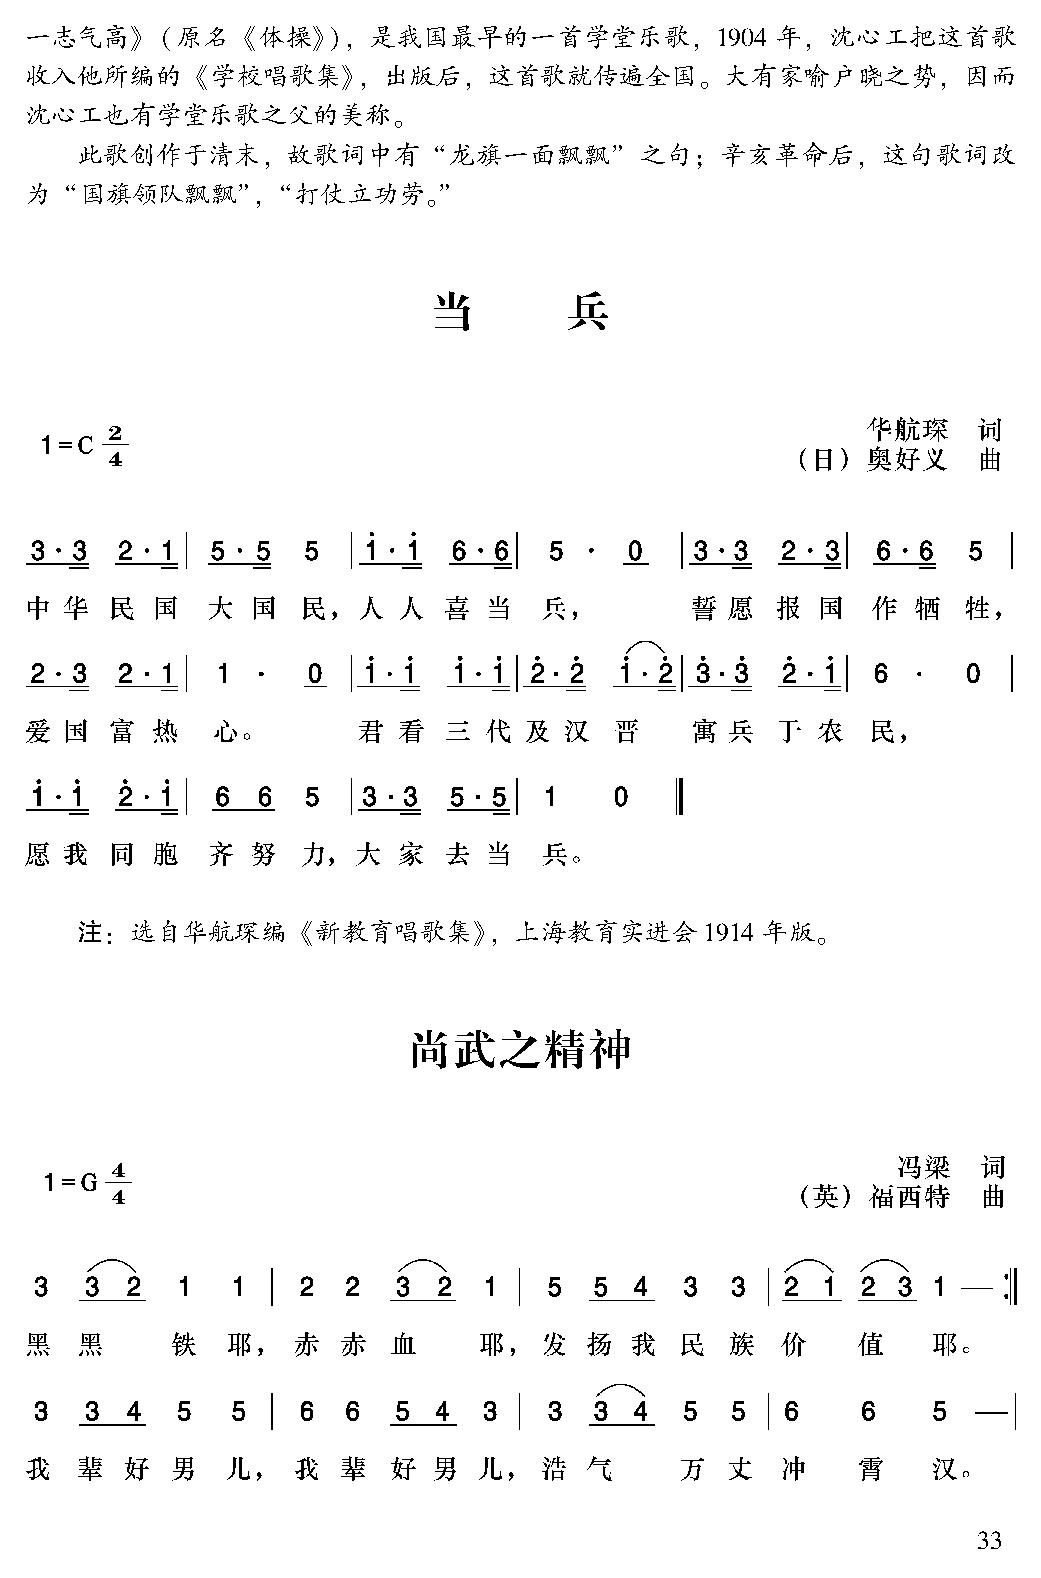 一志气高》(原名《体操》)，是我国最早的一首学堂乐歌，1904 年，沈心工把这首歌
收入他所编的《学校唱歌集》，出版后，这首歌就传遍全国。大有家喻户晓之势，因而
沈心工也有学堂乐歌之父的美称。
此歌创作于清末，故歌词中有“龙旗一面飘飘”之句；辛亥革命后，这句歌词改
为“国旗领队飘飘”，“打仗立功劳。”
当 兵
1=C 2/4
华航琛 词
（日）奥好义 曲
3·3 2·1 | 5·5 5 | i·i 6·6 | 5 · 0 | 3·3 2·3 | 6·6 5 |
中华民国 大国民，人人喜当 兵， 誓愿报国 作牺牲，
2·3 2·1 | 1 · 0 | i·i i·i | 2̇·2̇ i·2̇ | 3̇·3̇ 2̇·i | 6 · 0 |
爱国富热 心。 君看三代 及汉晋 寓兵于农 民，
i·i 2̇·i | 6 6 5 | 3·3 5·5 | 1 0 ‖
愿我同胞 齐努力，大家去当 兵。
注：选自华航琛编《新教育唱歌集》，上海教育实进会 1914 年版。
尚武之精神
1=G 4/4
冯梁 词
（英）福西特 曲
3 3 2 1 1 | 2 2 3 2 1 | 5 5 4 3 3 | 2 1 2 3 1 — :‖
黑黑 铁耶，赤赤血 耶，发扬我民族价 值 耶。
3 3 4 5 5 | 6 6 5 4 3 | 3 3 4 5 5 | 6 6 5 — |
我辈好男儿，我辈好男儿，浩气 万丈冲 霄 汉。
33